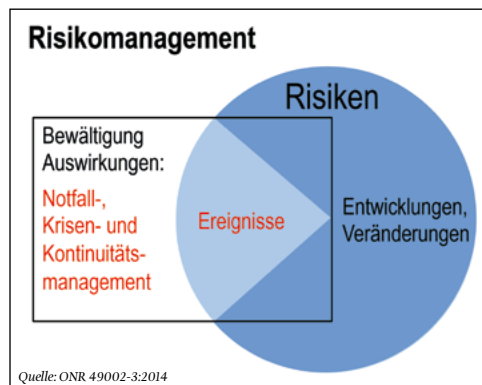 Risikomanagement
Risiken
Bewältigung
Auswirkungen:
Notfall-,
Krisen- und
Kontinuitäts-
management
Ereignisse
Entwicklungen,
Veränderungen
Quelle: ONR 49002-3:2014